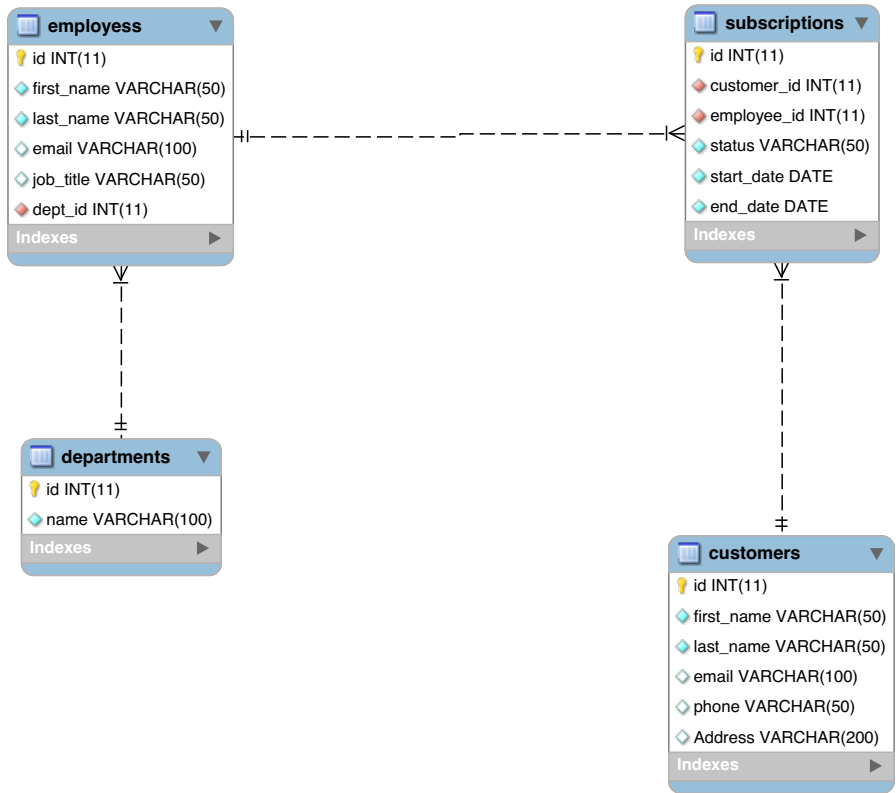 employess
id INT(11)
first_name VARCHAR(50)
last_name VARCHAR(50)
email VARCHAR(100)
job_title VARCHAR(50)
dept_id INT(11)
Indexes
subscriptions
id INT(11)
customer_id INT(11)
employee_id INT(11)
status VARCHAR(50)
start_date DATE
end_date DATE
Indexes
departments
id INT(11)
name VARCHAR(100)
Indexes
customers
id INT(11)
first_name VARCHAR(50)
last_name VARCHAR(50)
email VARCHAR(100)
phone VARCHAR(50)
Address VARCHAR(200)
Indexes